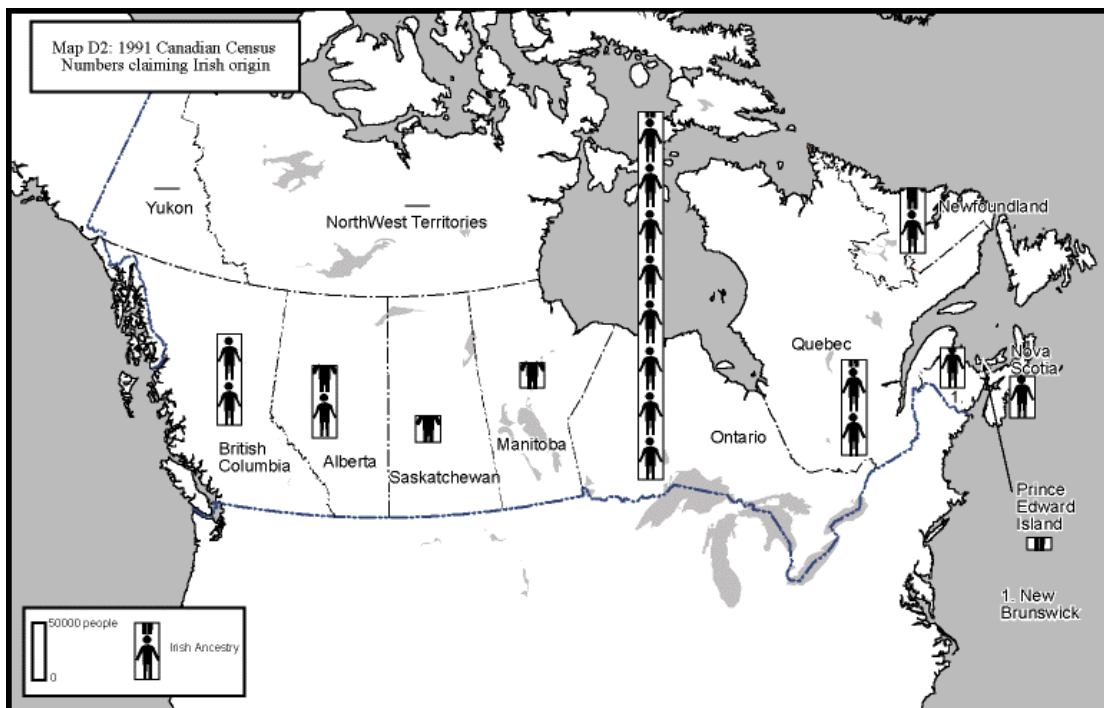 Map D2: 1991 Canadian Census
Numbers claiming Irish origin
Yukon
NorthWest Territories
Newfoundland
Quebec
Nova
Scotia
1.
British
Columbia
Alberta
Saskatchewan
Manitoba
Ontario
Prince
Edward
Island
1. New
Brunswick
50000 people
0
Irish Ancestry